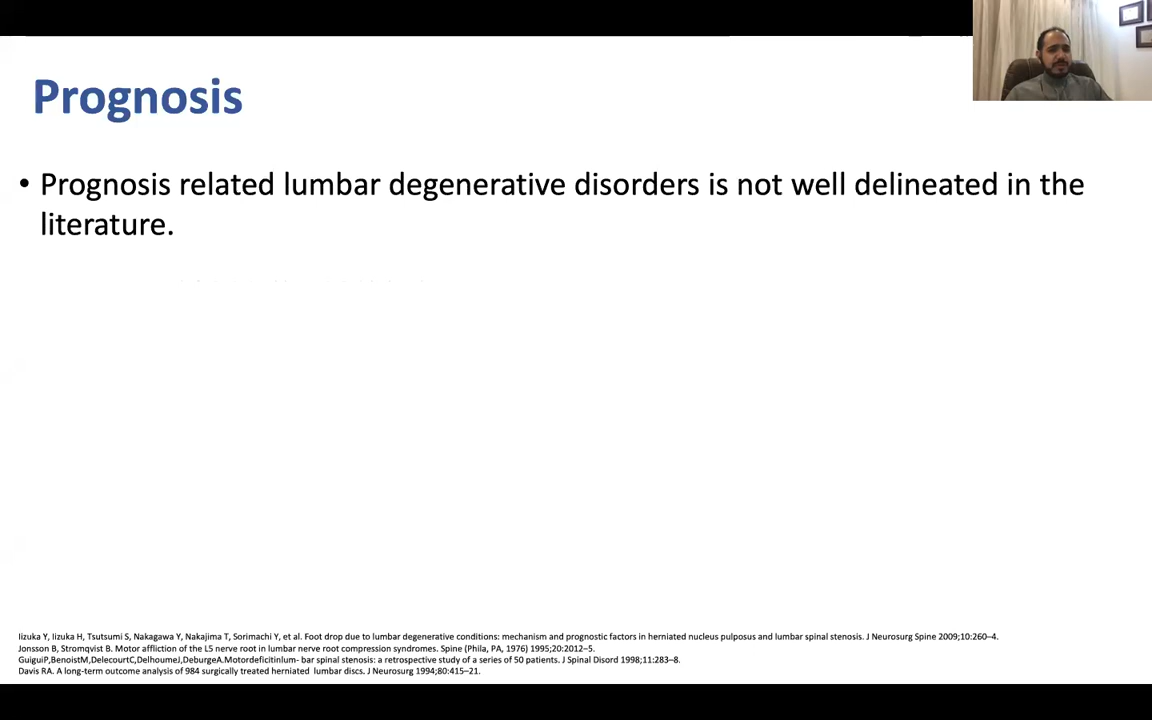 Prognosis
• Prognosis related lumbar degenerative disorders is not well delineated in the
literature.
Iizuka Y, Iizuka H, Tsutsumi S, Nakagawa Y, Nakajima T, Sorimachi Y, et al. Foot drop due to lumbar degenerative conditions: mechanism and prognostic factors in herniated nucleus pulposus and lumbar spinal stenosis. J Neurosurg Spine 2009;10:260–4.
Jonsson B, Stromqvist B. Motor affliction of the L5 nerve root in lumbar nerve root compression syndromes. Spine (Phila, PA, 1976) 1995;20:2012–5.
GuiguiP,BenoistM,DelecourtC,DelhoumeJ,DeburgeA.Motordeficitinlum- bar spinal stenosis: a retrospective study of a series of 50 patients. J Spinal Disord 1998;11:283–8.
Davis RA. A long-term outcome analysis of 984 surgically treated herniated lumbar discs. J Neurosurg 1994;80:415–21.